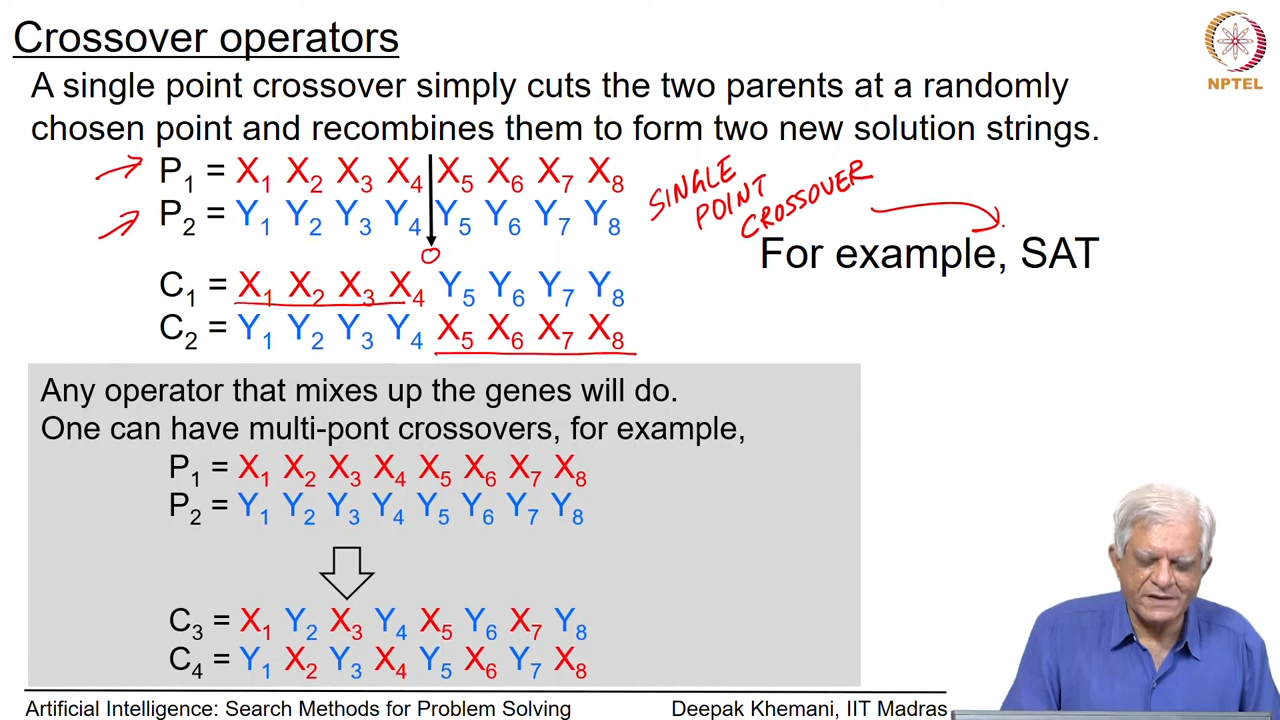 Crossover operators
NPTEL
A single point crossover simply cuts the two parents at a randomly
chosen point and recombines them to form two new solution strings.
P1 = X1 X2 X3 X4 X5 X6 X7 X8
P2 = Y1 Y2 Y3 Y4 Y5 Y6 Y7 Y8
SINGLE
POINT
CROSSOVER
For example, SAT
C1 = X1 X2 X3 X4 Y5 Y6 Y7 Y8
C2 = Y1 Y2 Y3 Y4 X5 X6 X7 X8
Any operator that mixes up the genes will do.
One can have multi-pont crossovers, for example,
P1 = X1 X2 X3 X4 X5 X6 X7 X8
P2 = Y1 Y2 Y3 Y4 Y5 Y6 Y7 Y8
C3 = X1 Y2 X3 Y4 X5 Y6 X7 Y8
C4 = Y1 X2 Y3 X4 Y5 X6 Y7 X8
Artificial Intelligence: Search Methods for Problem Solving
Deepak Khemani, IIT Madras